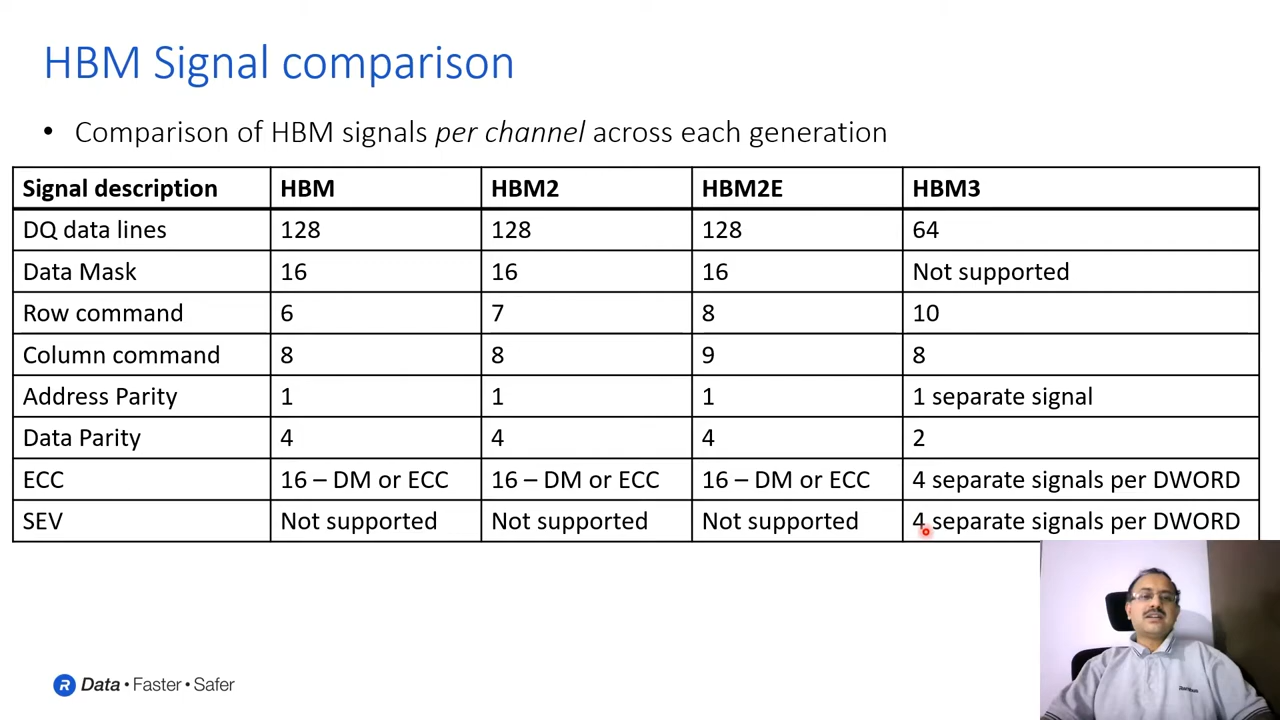 HBM Signal comparison
• Comparison of HBM signals per channel across each generation
Signal description HBM HBM2 HBM2E HBM3
DQ data lines 128 128 128 64
Data Mask 16 16 16 Not supported
Row command 6 7 8 10
Column command 8 8 9 8
Address Parity 1 1 1 1 separate signal
Data Parity 4 4 4 2
ECC 16 – DM or ECC 16 – DM or ECC 16 – DM or ECC 4 separate signals per DWORD
SEV Not supported Not supported Not supported 4 separate signals per DWORD
R Data • Faster • Safer